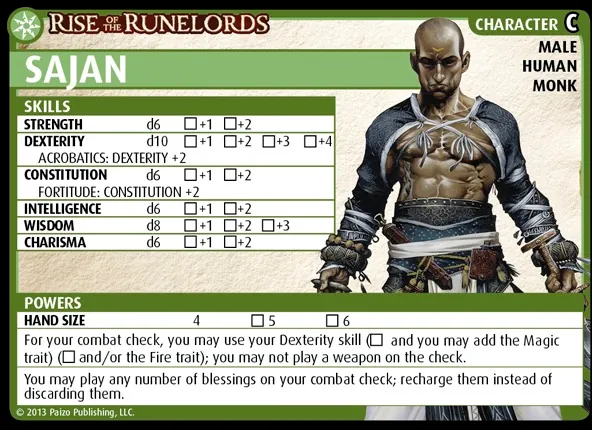 RISE OF THE RUNELORDS
CHARACTER C
MALE
HUMAN
MONK
SAJAN
SKILLS
STRENGTH d6 ☐ +1 ☐ +2
DEXTERITY d10 ☐ +1 ☐ +2 ☐ +3 ☐ +4
ACROBATICS: DEXTERITY +2
CONSTITUTION d6 ☐ +1 ☐ +2
FORTITUDE: CONSTITUTION +2
INTELLIGENCE d6 ☐ +1 ☐ +2
WISDOM d8 ☐ +1 ☐ +2 ☐ +3
CHARISMA d6 ☐ +1 ☐ +2
POWERS
HAND SIZE 4 ☐ 5 ☐ 6
For your combat check, you may use your Dexterity skill (☐ and you may add the Magic
trait) (☐ and/or the Fire trait); you may not play a weapon on the check.
You may play any number of blessings on your combat check; recharge them instead of
discarding them.
© 2013 Paizo Publishing, LLC.